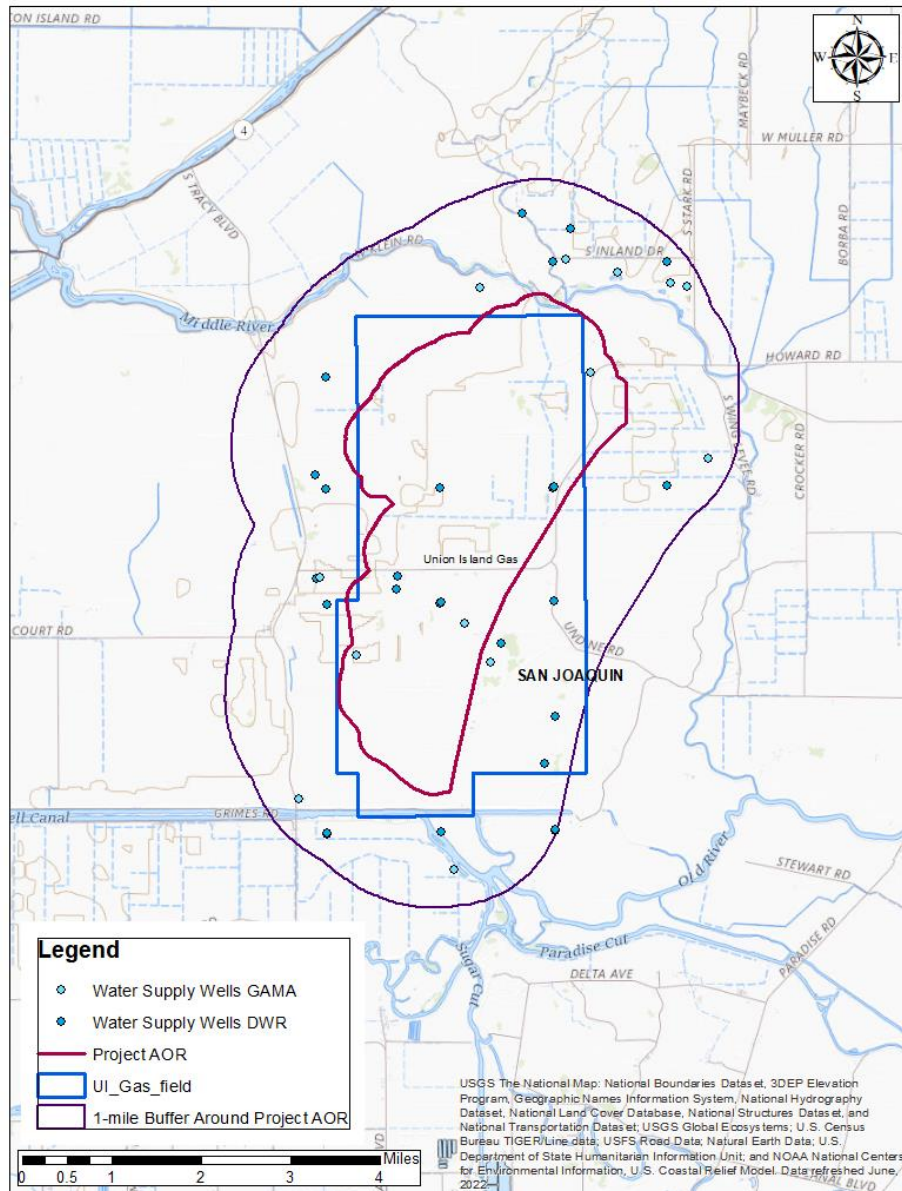 CON ISLAND RD
N
W E
S
4
MAYBECK RD
W MULLER RD
S TRACY BLVD
S STARK RD
BORBA RD
KLEIN RD
S INLAND DR
Middle River
HOWARD RD
S WING LEVEE RD
CROCKER RD
Union Island Gas
COURT RD
UNDINE RD
SAN JOAQUIN
GRIMES RD
ell Canal
Old River
STEWART RD
PARADISE RD
Paradise Cut
Sugar Cut
DELTA AVE
Legend
Water Supply Wells GAMA
Water Supply Wells DWR
Project AOR
UI_Gas_field
1-mile Buffer Around Project AOR
Miles
0 0.5 1 2 3 4
USGS The National Map: National Boundaries Dataset, 3DEP Elevation
Program, Geographic Names Information System, National Hydrography
Dataset, National Land Cover Database, National Structures Dataset, and
National Transportation Dataset; USGS Global Ecosystems; U.S. Census
Bureau TIGER/Line data; USFS Road Data; Natural Earth Data; U.S.
Department of State Humanitarian Information Unit; and NOAA National Centers
for Environmental Information, U.S. Coastal Relief Model. Data refreshed June,
2022
CANAL BLVD